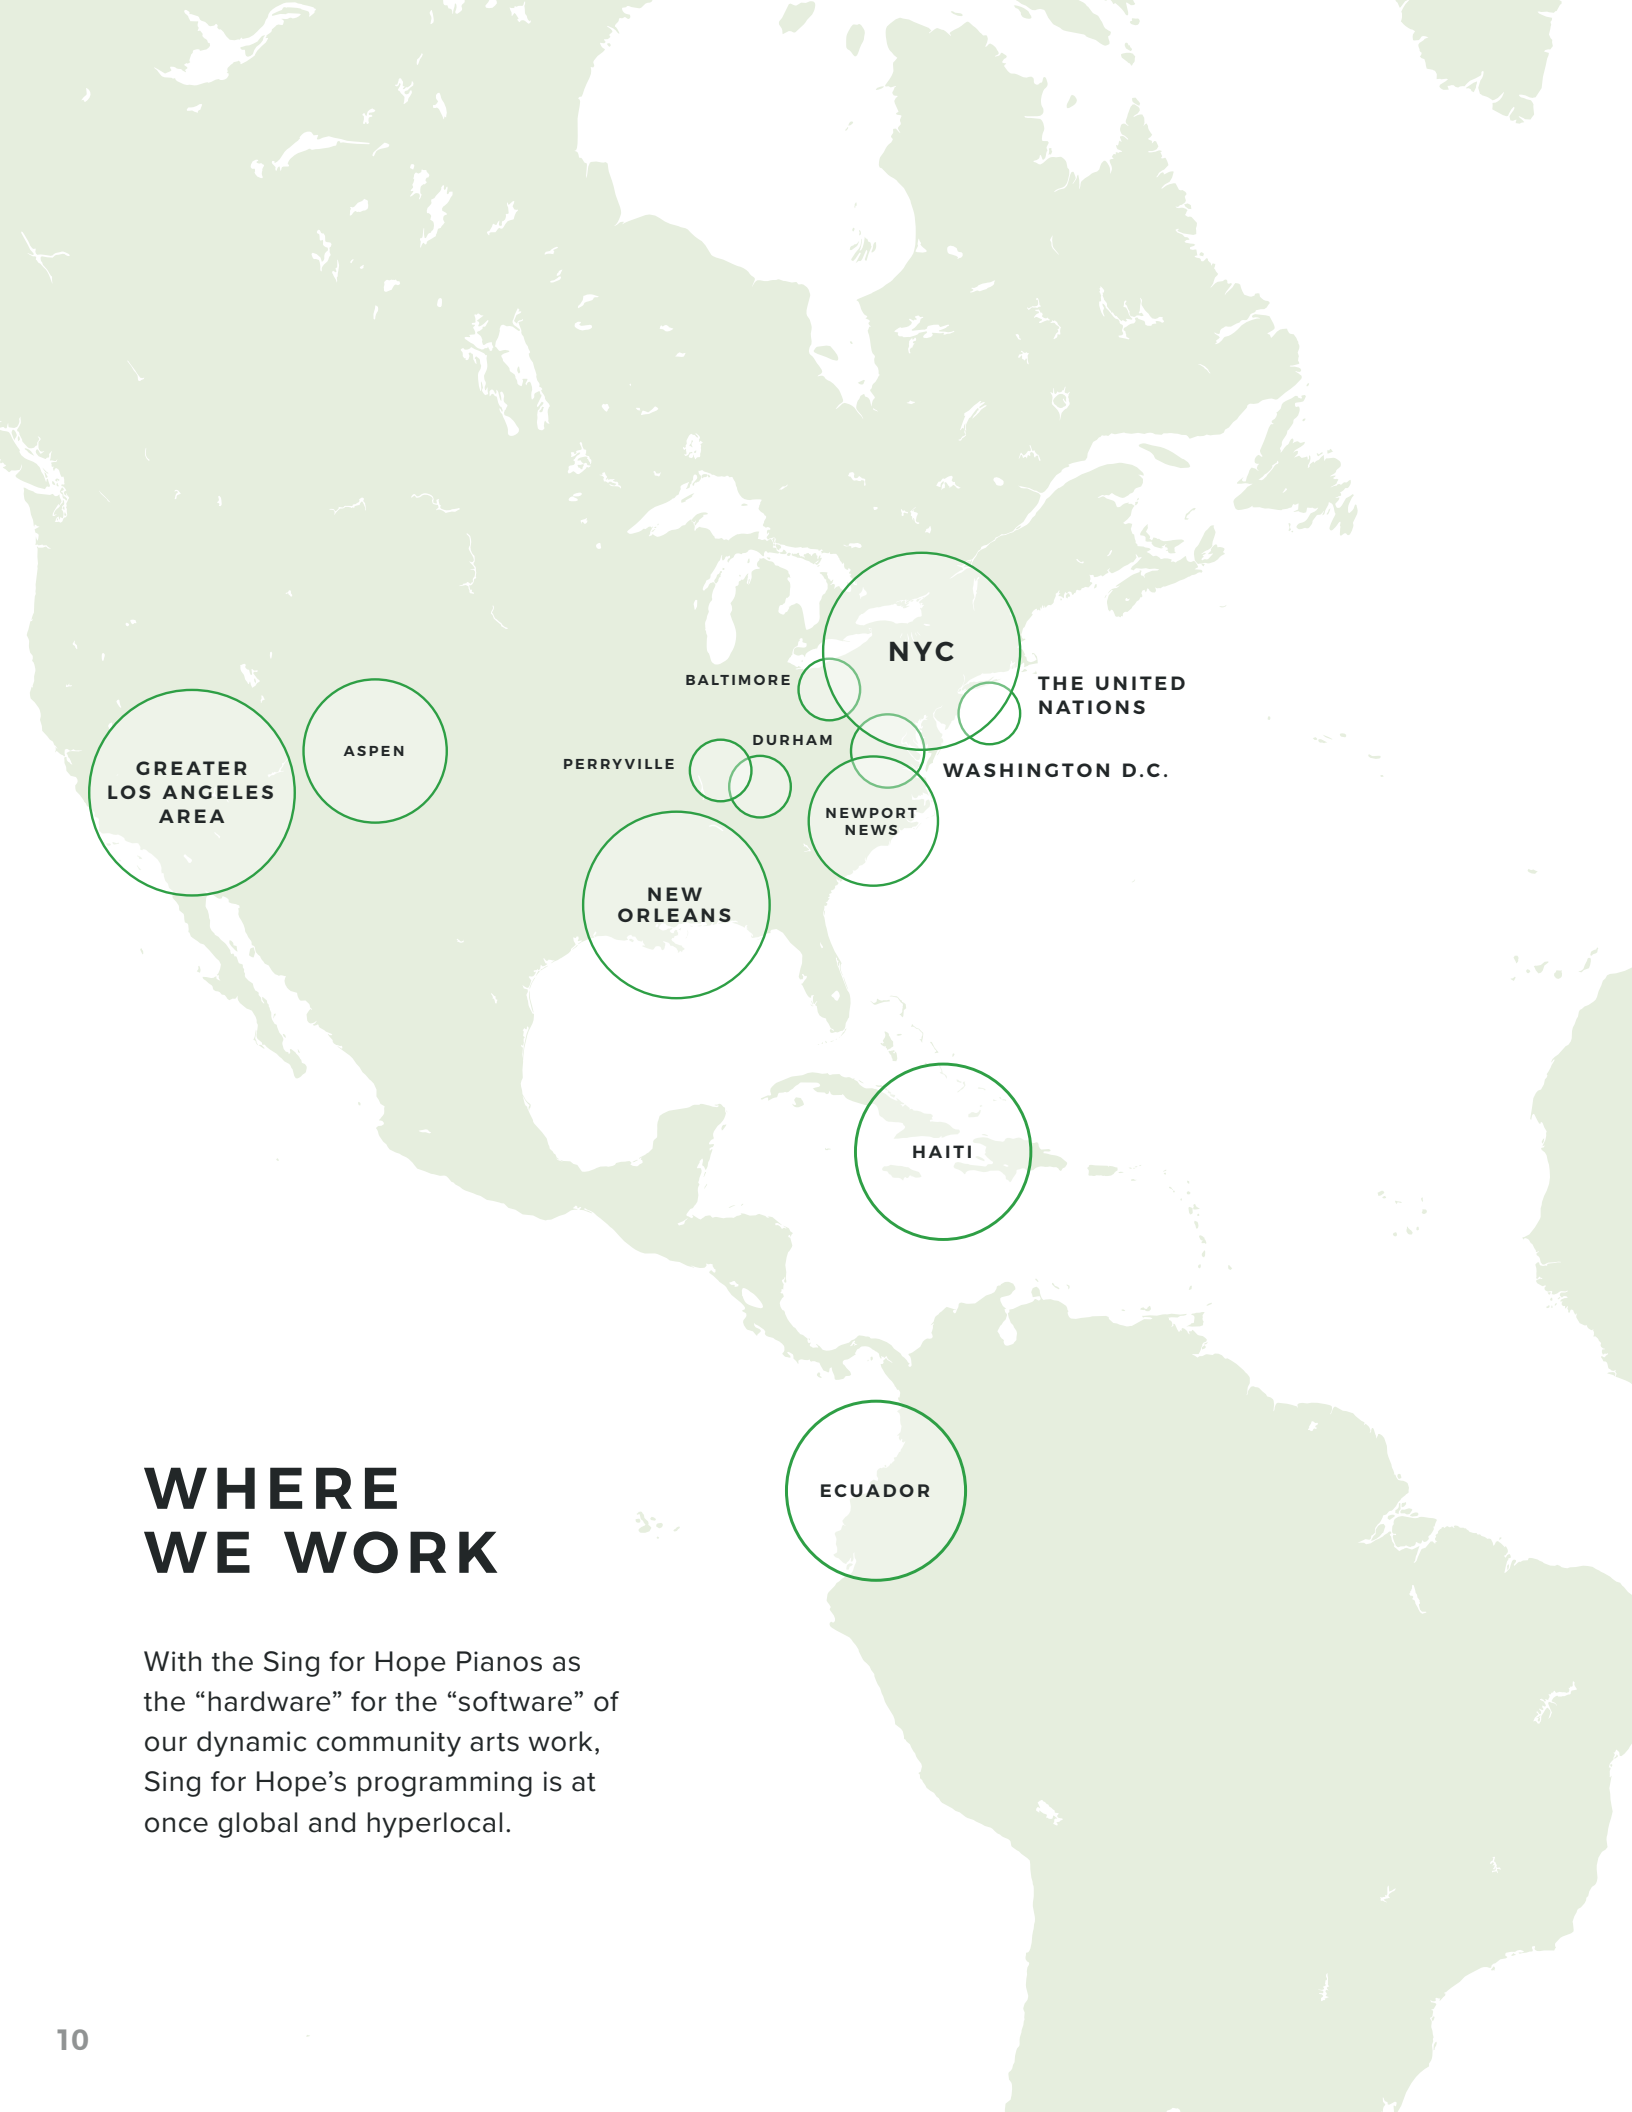 NYC
BALTIMORE
THE UNITED
NATIONS
DURHAM
PERRYVILLE
WASHINGTON D.C.
GREATER
LOS ANGELES
AREA
ASPEN
NEWPORT
NEWS
NEW
ORLEANS
HAITI
ECUADOR
WHERE
WE WORK
With the Sing for Hope Pianos as
the “hardware” for the “software” of
our dynamic community arts work,
Sing for Hope’s programming is at
once global and hyperlocal.
10